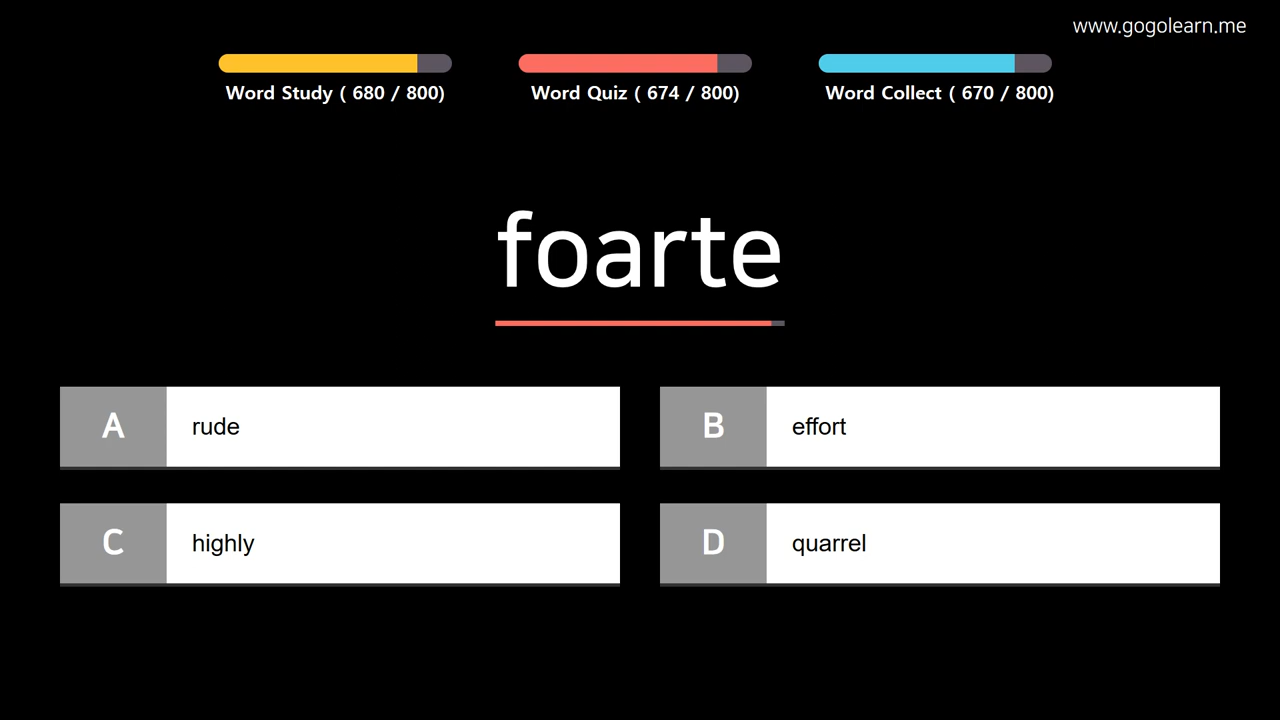 www.gogolearn.me
Word Study ( 680 / 800)
Word Quiz ( 674 / 800)
Word Collect ( 670 / 800)
foarte
A
rude
B
effort
C
highly
D
quarrel